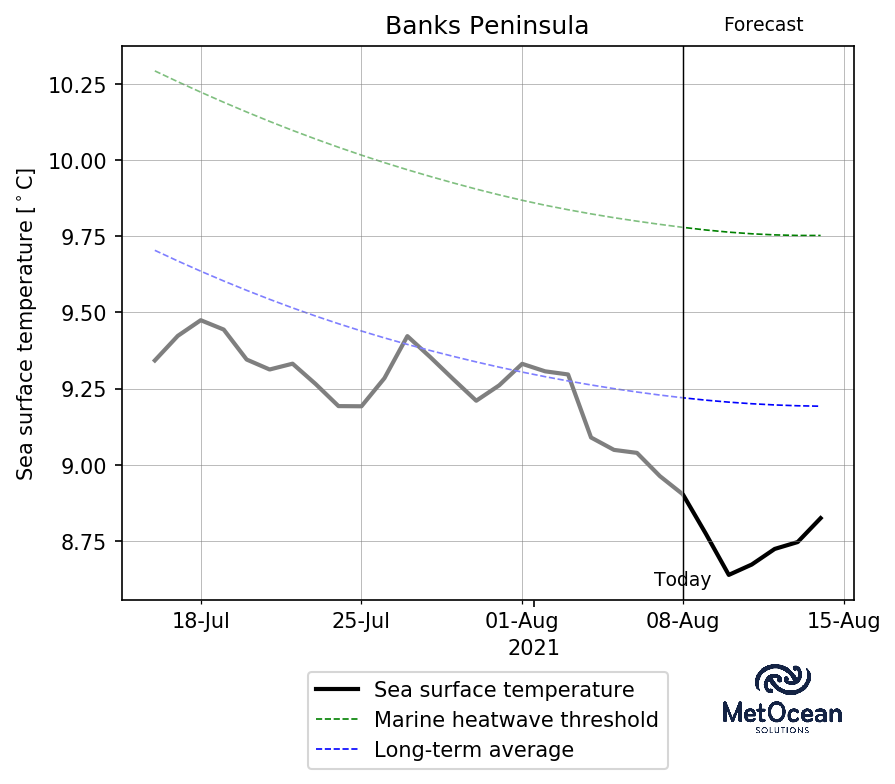 Banks Peninsula
Forecast
Sea surface temperature [°C]
10.25
10.00
9.75
9.50
9.25
9.00
8.75
Today
18-Jul 25-Jul 01-Aug 08-Aug 15-Aug
2021
Sea surface temperature
Marine heatwave threshold
Long-term average
MetOcean
SOLUTIONS